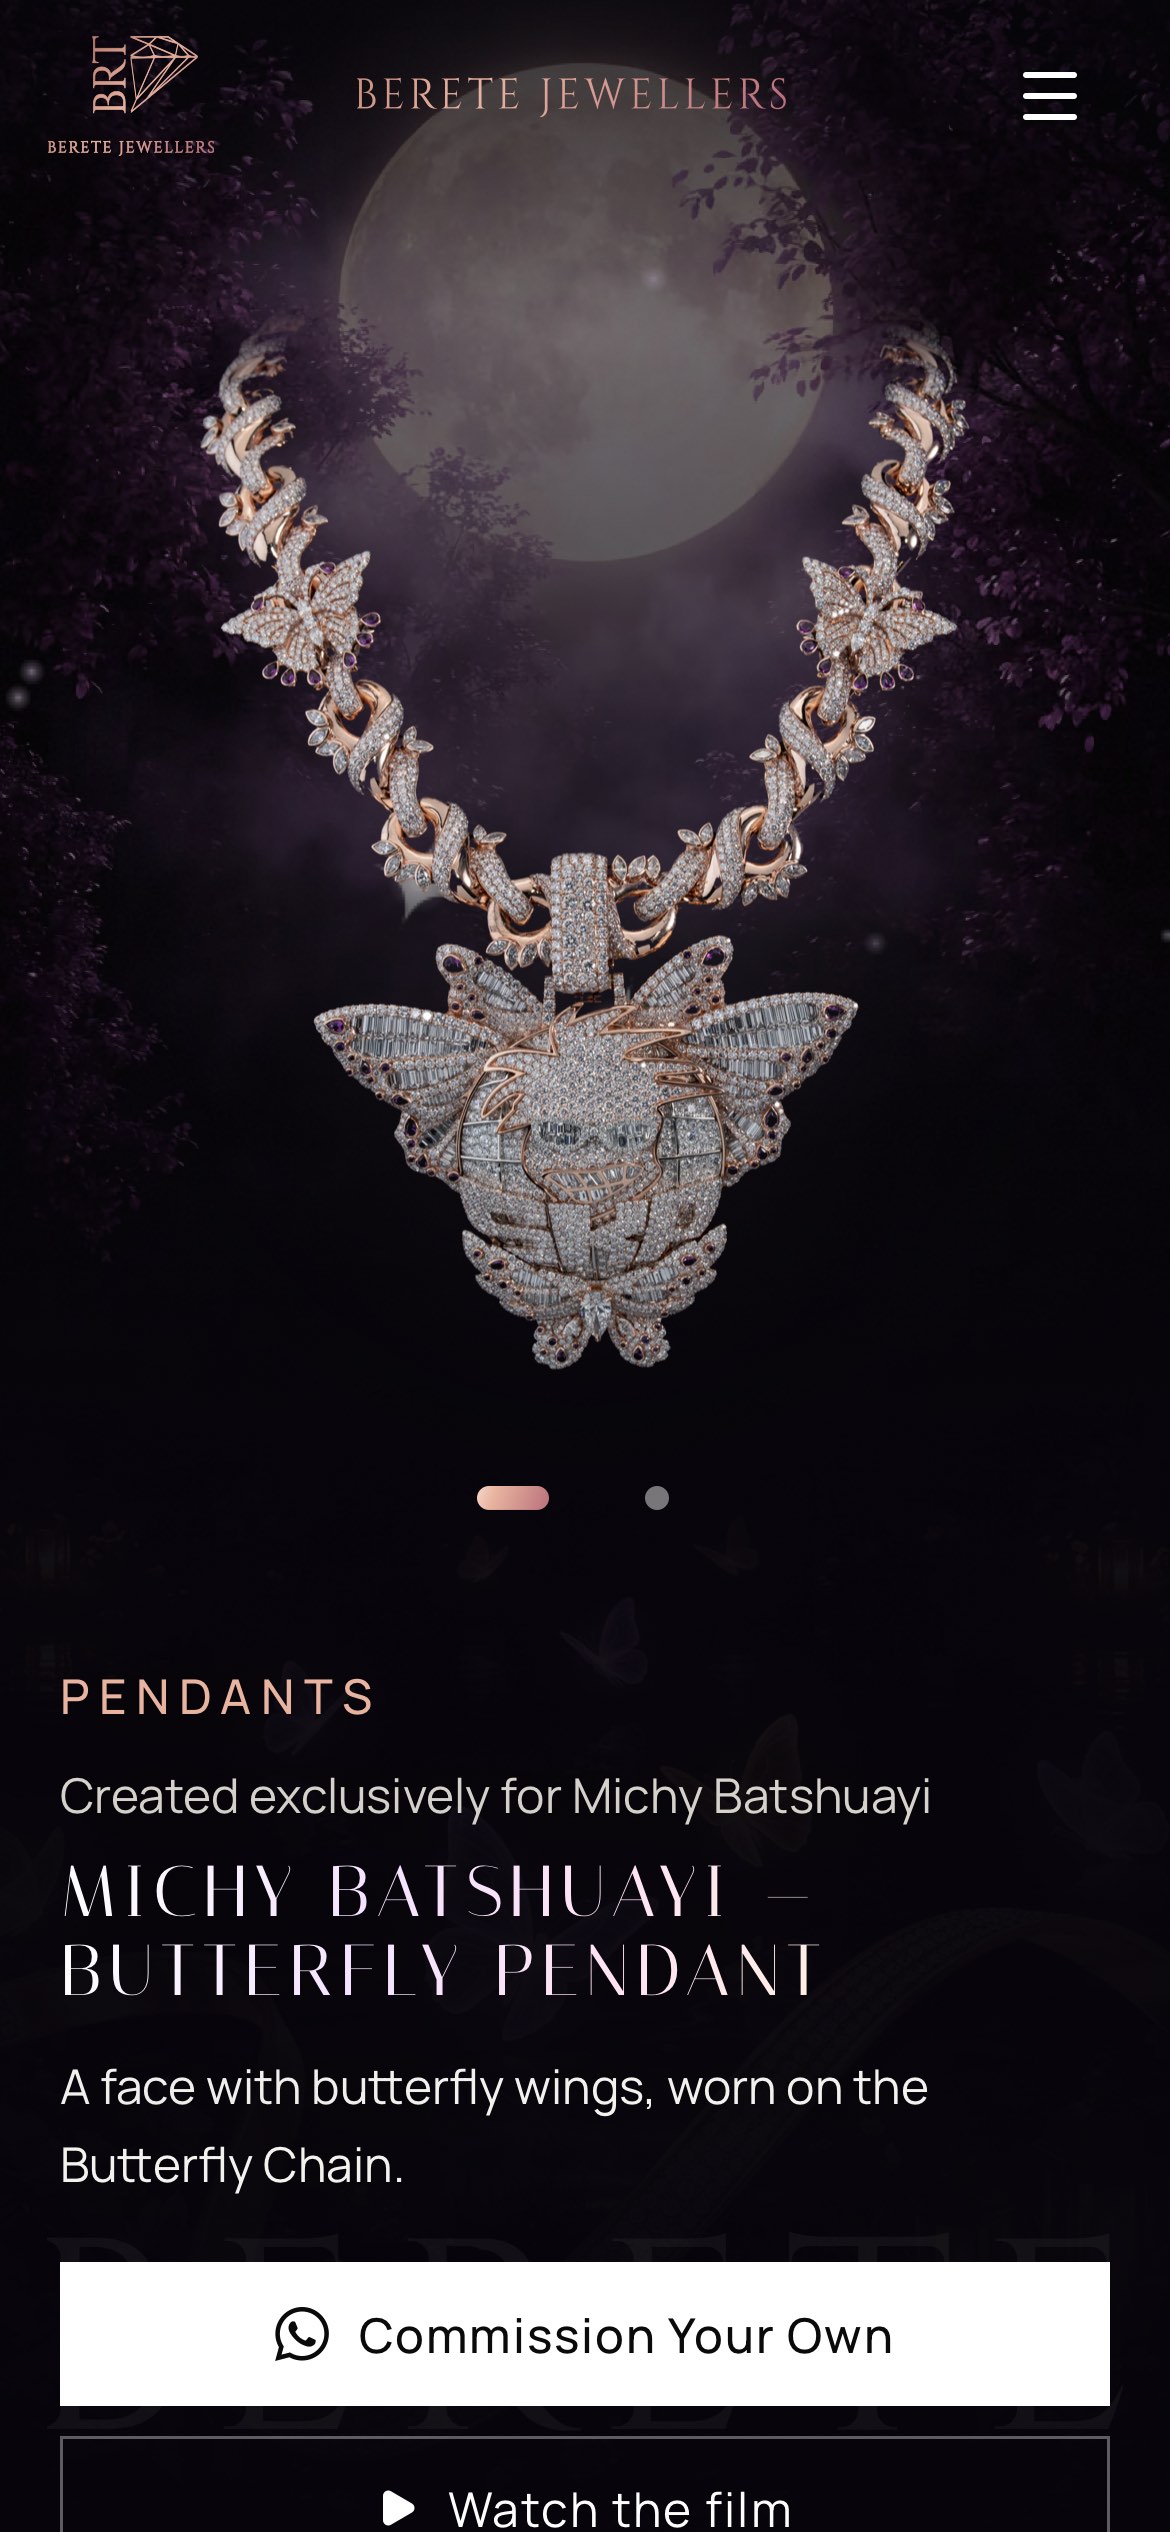 BRT
BERETE JEWELLERS
BERETE JEWELLERS
PENDANTS
Created exclusively for Michy Batshuayi
MICHY BATSHUAYI –
BUTTERFLY PENDANT
A face with butterfly wings, worn on the
Butterfly Chain.
BERETE
Commission Your Own
Watch the film